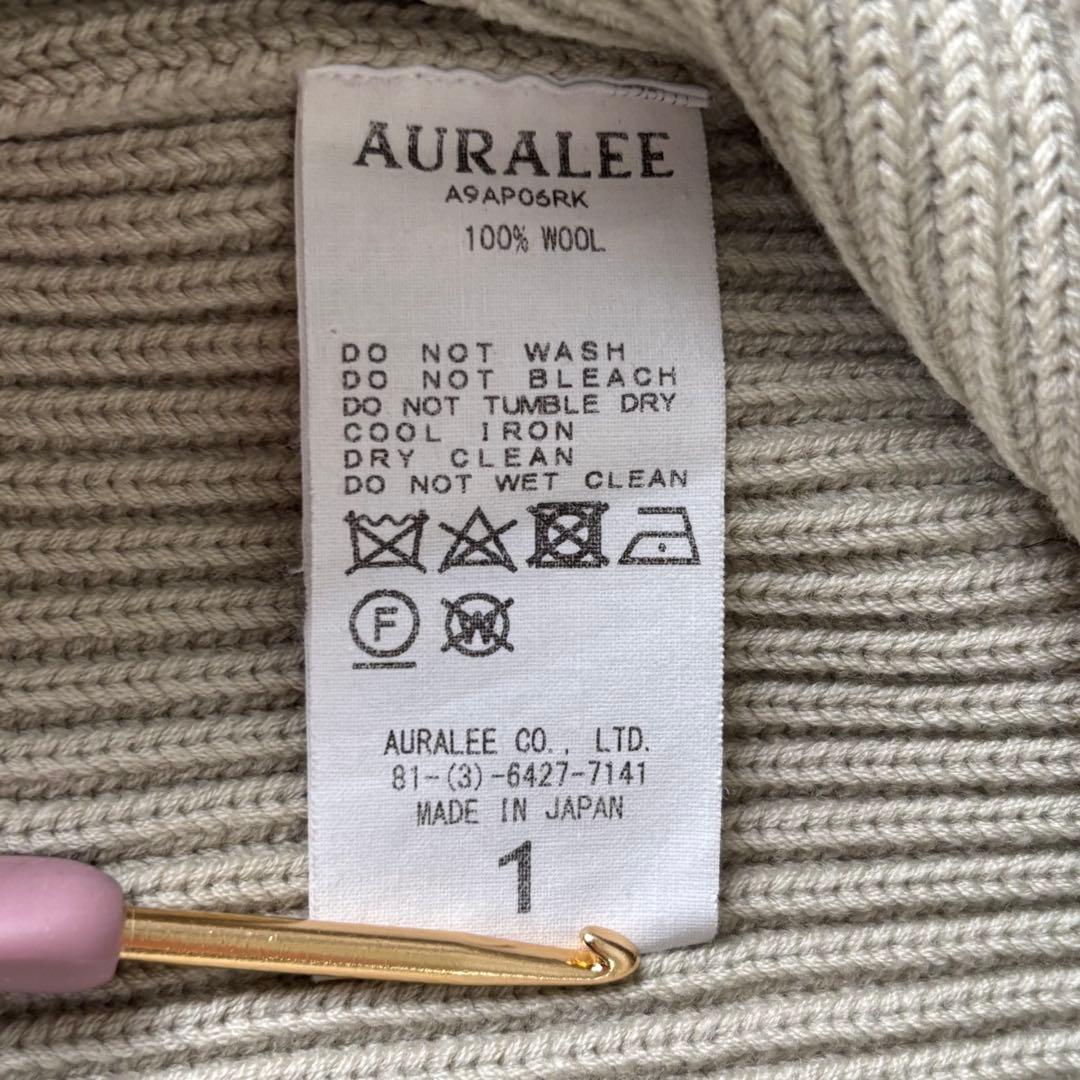 AURALEE
A9AP06RK
100% WOOL
DO NOT WASH
DO NOT BLEACH
DO NOT TUMBLE DRY
COOL IRON
DRY CLEAN
DO NOT WET CLEAN
F W
AURALEE CO., LTD.
81-(3)-6427-7141
MADE IN JAPAN
1